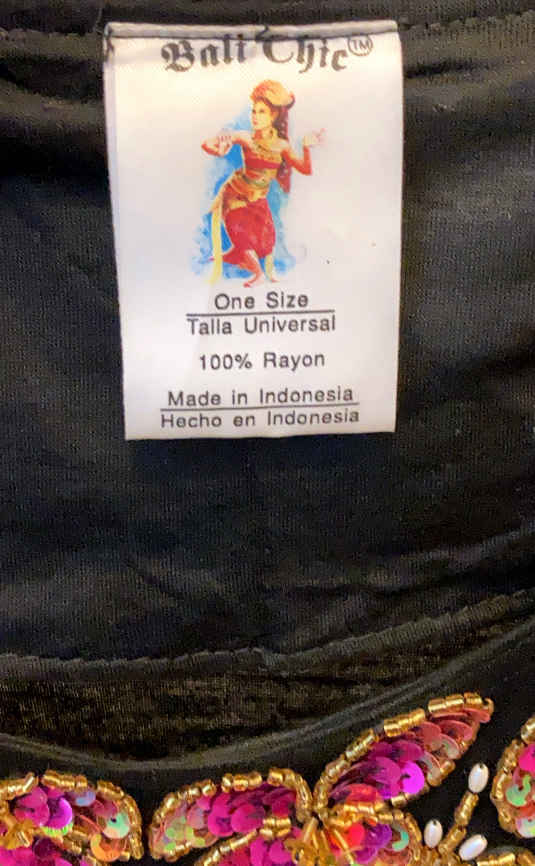 Bali Chic™
One Size
Talla Universal
100% Rayon
Made in Indonesia
Hecho en Indonesia